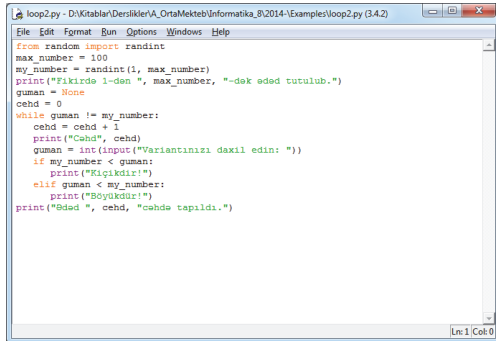 loop2.py - D:\Kitablar\Derslikler\A_OrtaMekteb\Informatika_8\2014-\Examples\loop2.py (3.4.2)
File Edit Format Run Options Windows Help
from random import randint
max_number = 100
my_number = randint(1, max_number)
print("Fikirdə 1-dən ", max_number, "-dək ədəd tutulub.")
guman = None
cehd = 0
while guman != my_number:
   cehd = cehd + 1
   print("Cəhd", cehd)
   guman = int(input("Variantınızı daxil edin: "))
   if my_number < guman:
      print("Kiçikdir!")
   elif guman < my_number:
      print("Böyükdür!")
print("Ədəd ", cehd, "cəhdə tapıldı.")
Ln: 1 Col: 0